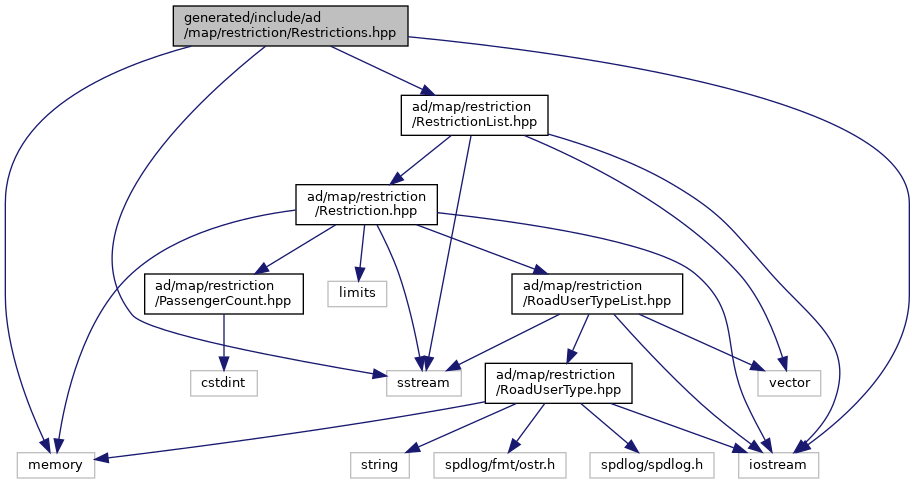 generated/include/ad
/map/restriction/Restrictions.hpp
ad/map/restriction
/RestrictionList.hpp
ad/map/restriction
/Restriction.hpp
ad/map/restriction
/PassengerCount.hpp
limits
ad/map/restriction
/RoadUserTypeList.hpp
cstdint
sstream
ad/map/restriction
/RoadUserType.hpp
vector
memory
string
spdlog/fmt/ostr.h
spdlog/spdlog.h
iostream